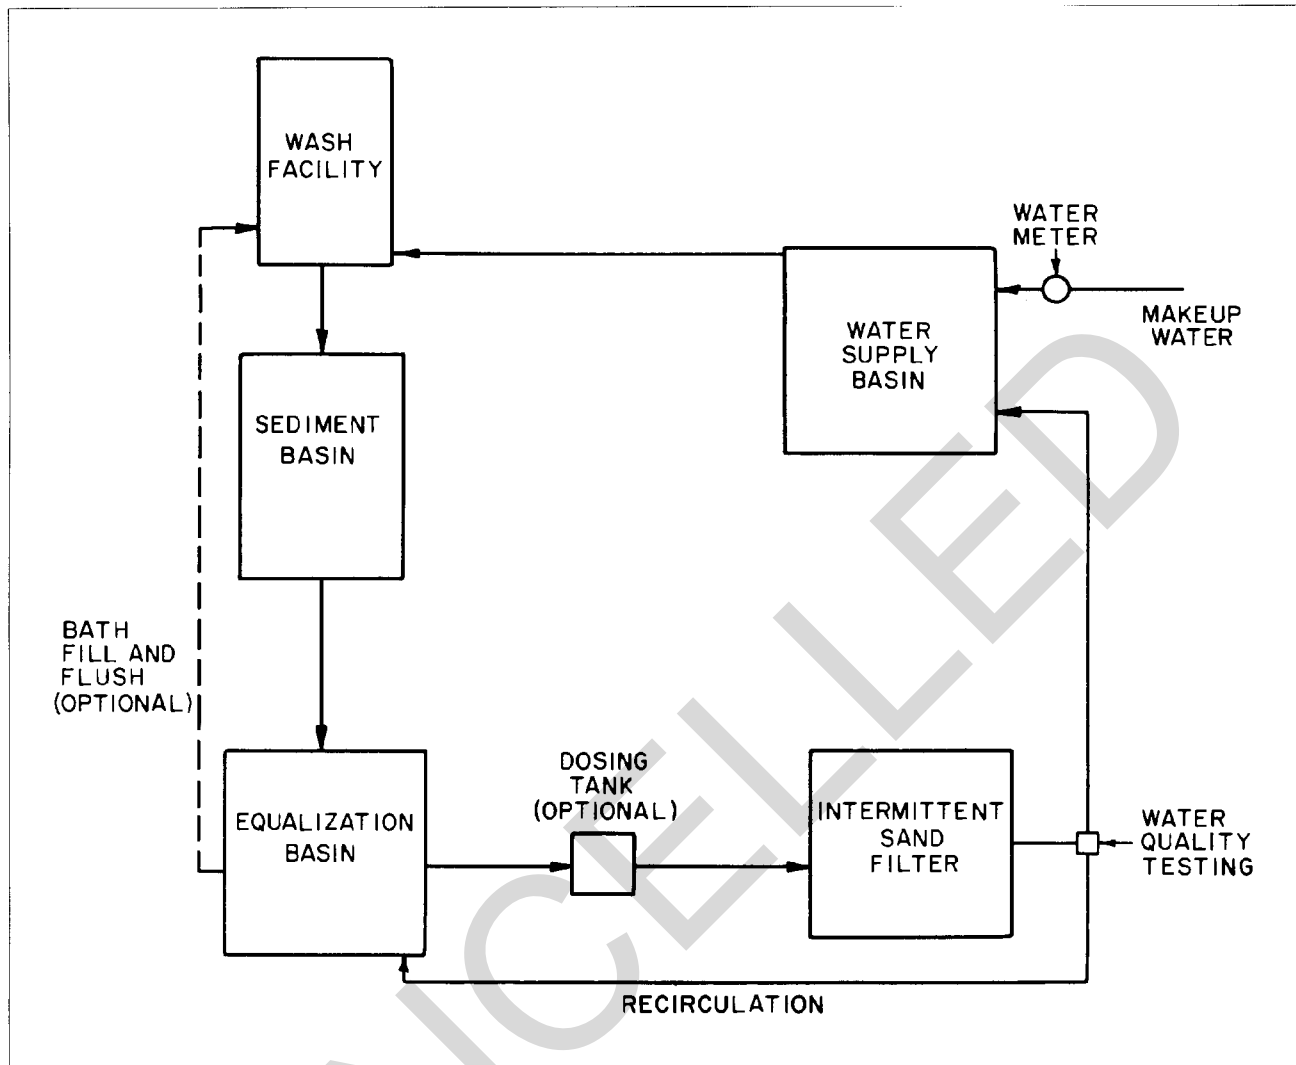 WASH
FACILITY
WATER
METER
MAKEUP
WATER
WATER
SUPPLY
BASIN
SEDIMENT
BASIN
BATH
FILL AND
FLUSH
(OPTIONAL)
EQUALIZATION
BASIN
DOSING
TANK
(OPTIONAL)
INTERMITTENT
SAND
FILTER
WATER
QUALITY
TESTING
RECIRCULATION
NCELLED